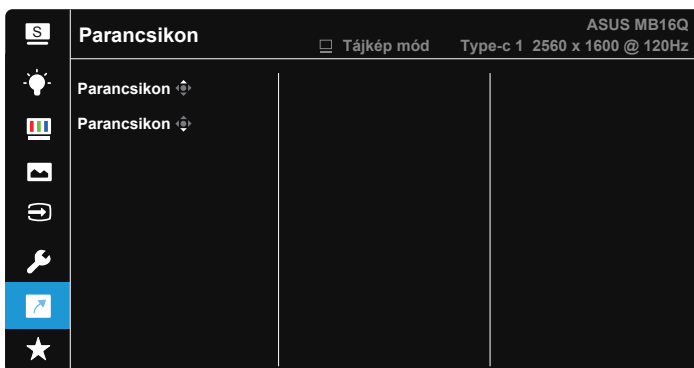 S
Parancsikon
ASUS MB16Q
Tájkép mód Type-c 1 2560 x 1600 @ 120Hz
Parancsikon
Parancsikon